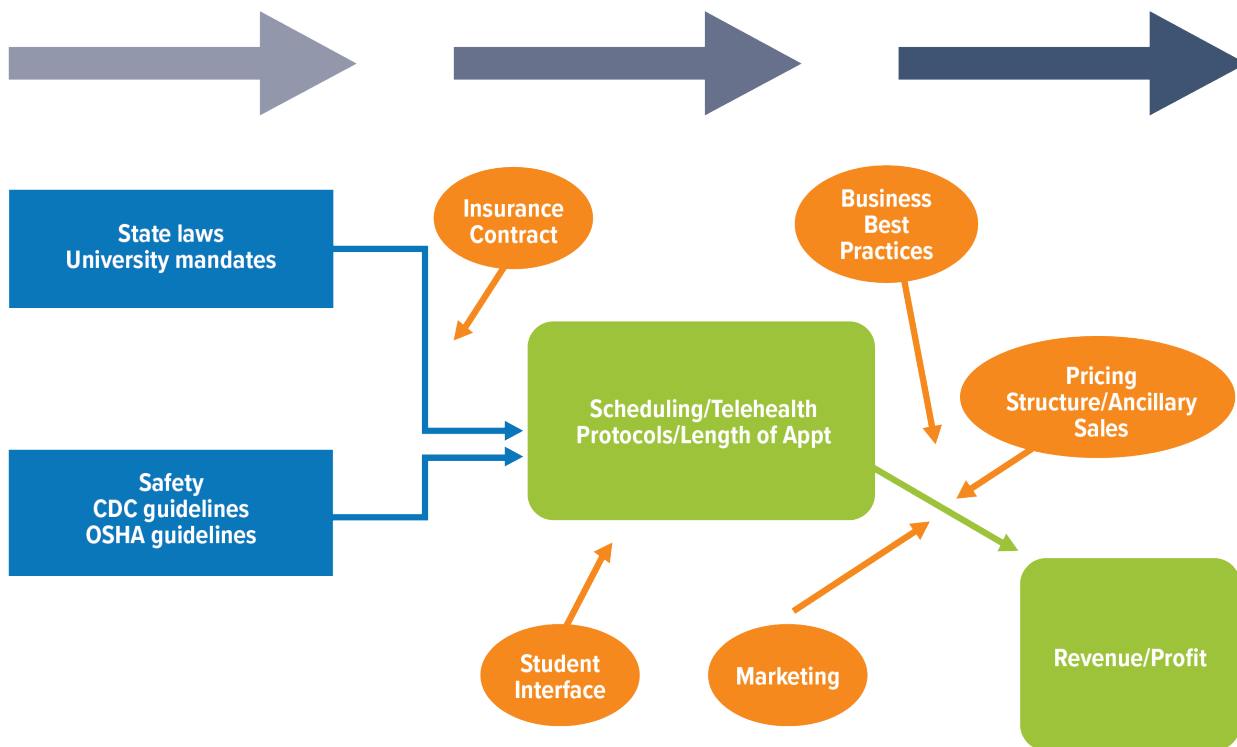 State laws
University mandates
Insurance
Contract
Business
Best
Practices
Scheduling/Telehealth
Protocols/Length of Appt
Pricing
Structure/Ancillary
Sales
Safety
CDC guidelines
OSHA guidelines
Student
Interface
Marketing
Revenue/Profit